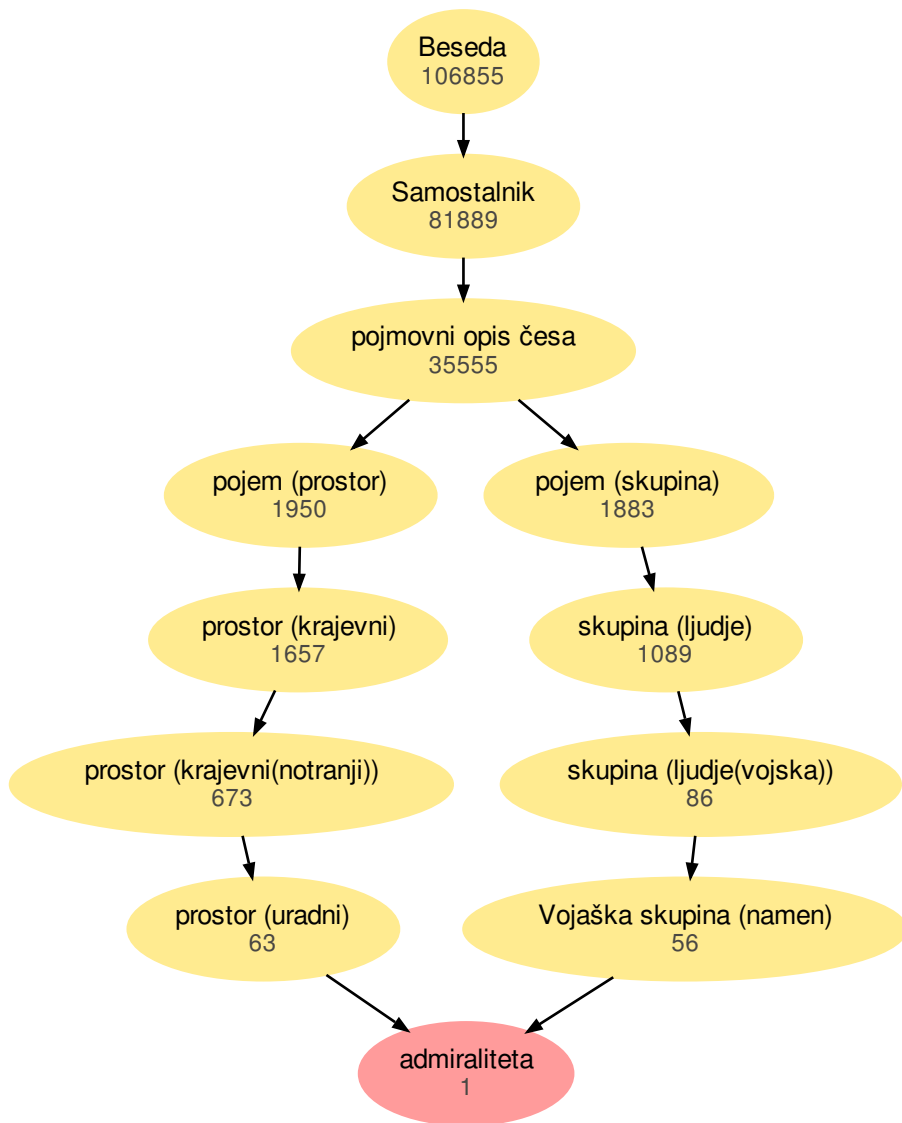 Beseda
106855
Samostalnik
81889
pojmovni opis česa
35555
pojem (prostor)
1950
pojem (skupina)
1883
prostor (krajevni)
1657
skupina (ljudje)
1089
prostor (krajevni(notranji))
673
skupina (ljudje(vojska))
86
prostor (uradni)
63
Vojaška skupina (namen)
56
admiraliteta
1